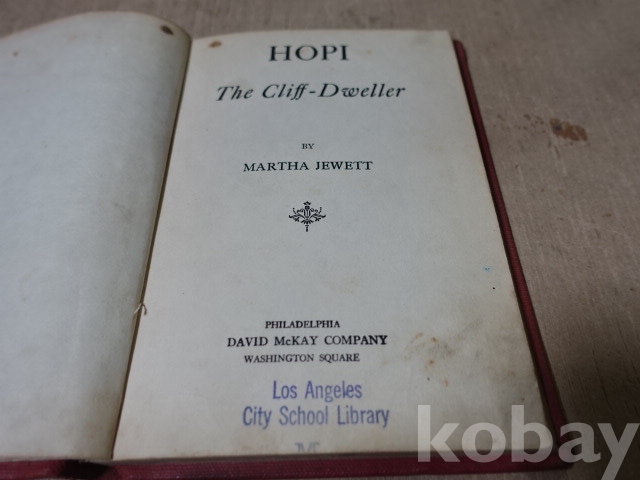 HOPI
The Cliff-Dweller
BY
MARTHA JEWETT
PHILADELPHIA
DAVID McKAY COMPANY
WASHINGTON SQUARE
Los Angeles
City School Library
kobay